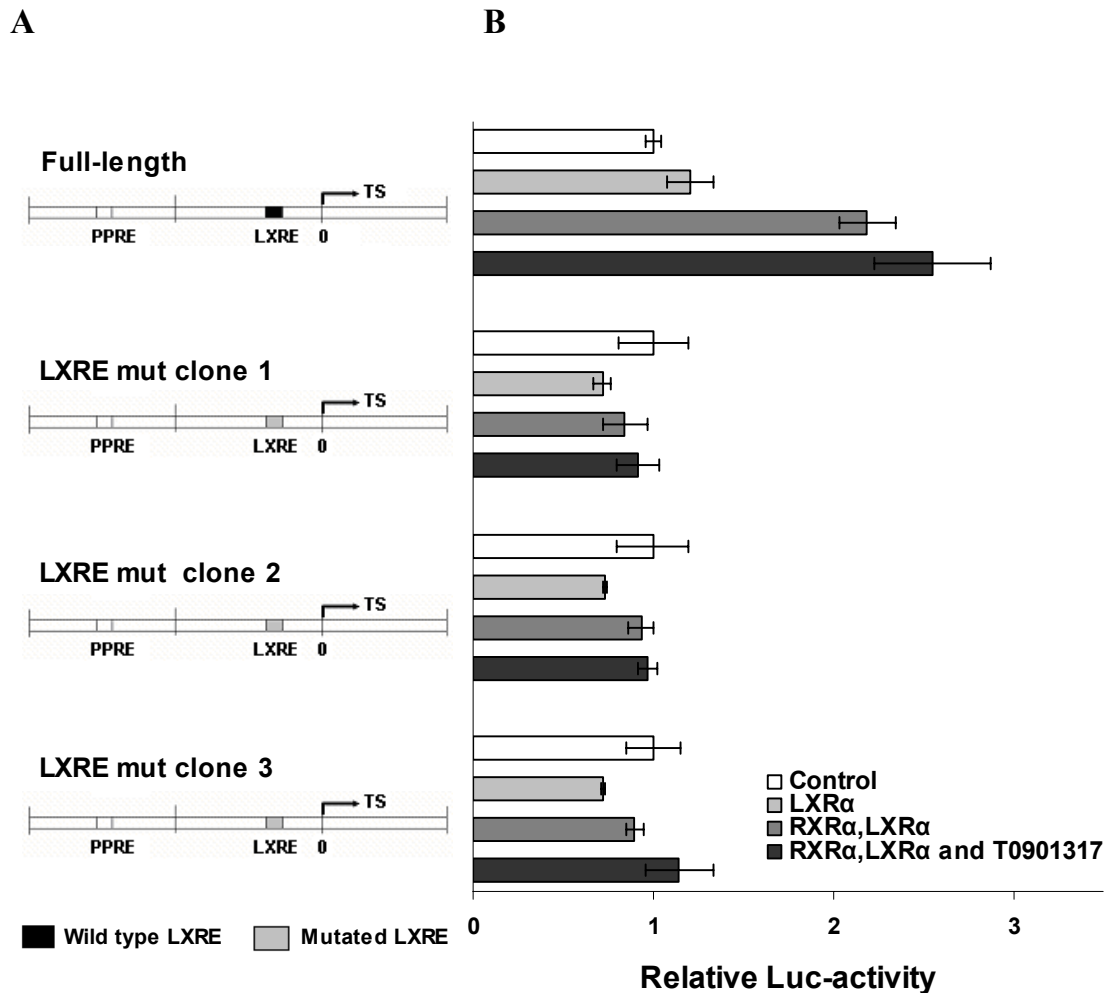 A
B
Full-length
TS
PPRE LXRE 0
LXRE mut clone 1
TS
PPRE LXRE 0
LXRE mut clone 2
TS
PPRE LXRE 0
LXRE mut clone 3
TS
PPRE LXRE 0
Wild type LXRE Mutated LXRE
Control
LXRα
RXRα,LXRα
RXRα,LXRα and T0901317
0 1 2 3
Relative Luc-activity